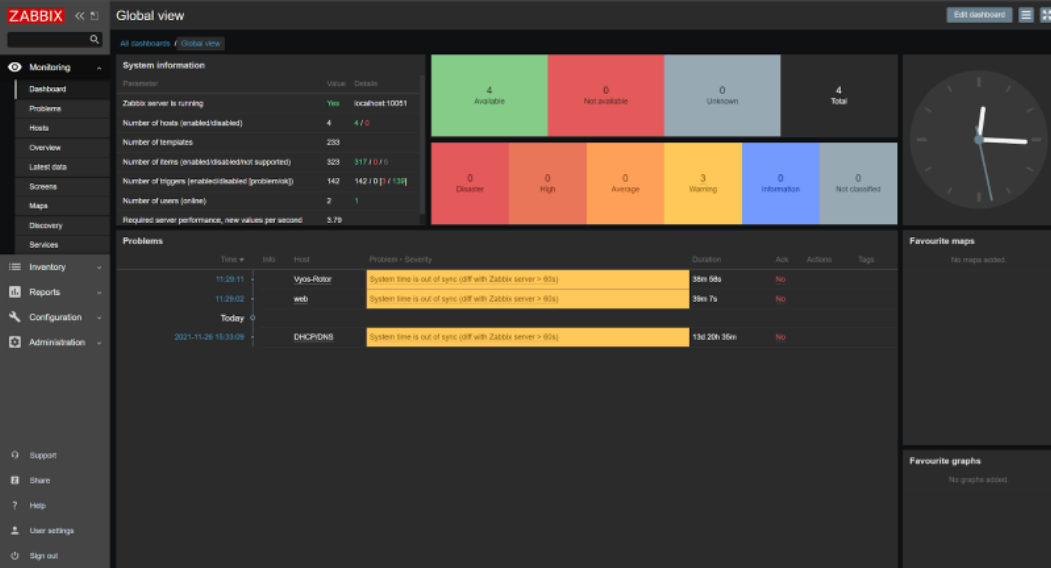 ZABBIX
Global view
Edit dashboard
All dashboards / Global view
Monitoring
Dashboard
Problems
Hosts
Overview
Latest data
Screens
Maps
Discovery
Services
Inventory
Reports
Configuration
Administration
Support
Share
Help
User settings
Sign out
System information
Parameter Value Details
Zabbix server is running Yes localhost:10051
Number of hosts (enabled/disabled) 4 4 / 0
Number of templates 233
Number of items (enabled/disabled/not supported) 323 317 / 0 / 6
Number of triggers (enabled/disabled [problem/ok]) 142 142 / 0 [3 / 139]
Number of users (online) 2 1
Required server performance, new values per second 3.79
4 Available
0 Not available
0 Unknown
4 Total
0 Disaster
0 High
0 Average
3 Warning
0 Information
0 Not classified
Problems
Time Info Host Problem • Severity Duration Ack Actions Tags
11:29:11 Vyos-Rotor System time is out of sync (diff with Zabbix server > 60s) 38m 58s No
11:29:02 web System time is out of sync (diff with Zabbix server > 60s) 39m 7s No
Today
2021-11-26 15:33:09 DHCP/DNS System time is out of sync (diff with Zabbix server > 60s) 13d 20h 35m No
Favourite maps
No maps added.
Favourite graphs
No graphs added.